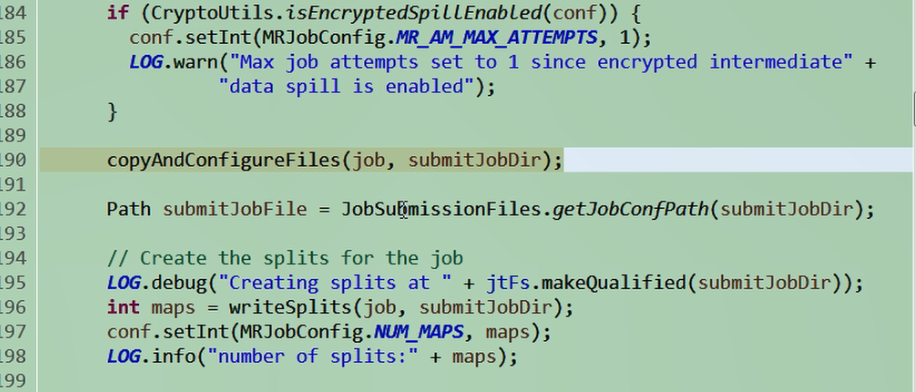 184 if (CryptoUtils.isEncryptedSpillEnabled(conf)) {
185 conf.setInt(MRJobConfig.MR_AM_MAX_ATTEMPTS, 1);
186 LOG.warn("Max job attempts set to 1 since encrypted intermediate" +
187 "data spill is enabled");
188 }
189
190 copyAndConfigureFiles(job, submitJobDir);
191
192 Path submitJobFile = JobSubmissionFiles.getJobConfPath(submitJobDir);
193
194 // Create the splits for the job
195 LOG.debug("Creating splits at " + jtFs.makeQualified(submitJobDir));
196 int maps = writeSplits(job, submitJobDir);
197 conf.setInt(MRJobConfig.NUM_MAPS, maps);
198 LOG.info("number of splits:" + maps);
199